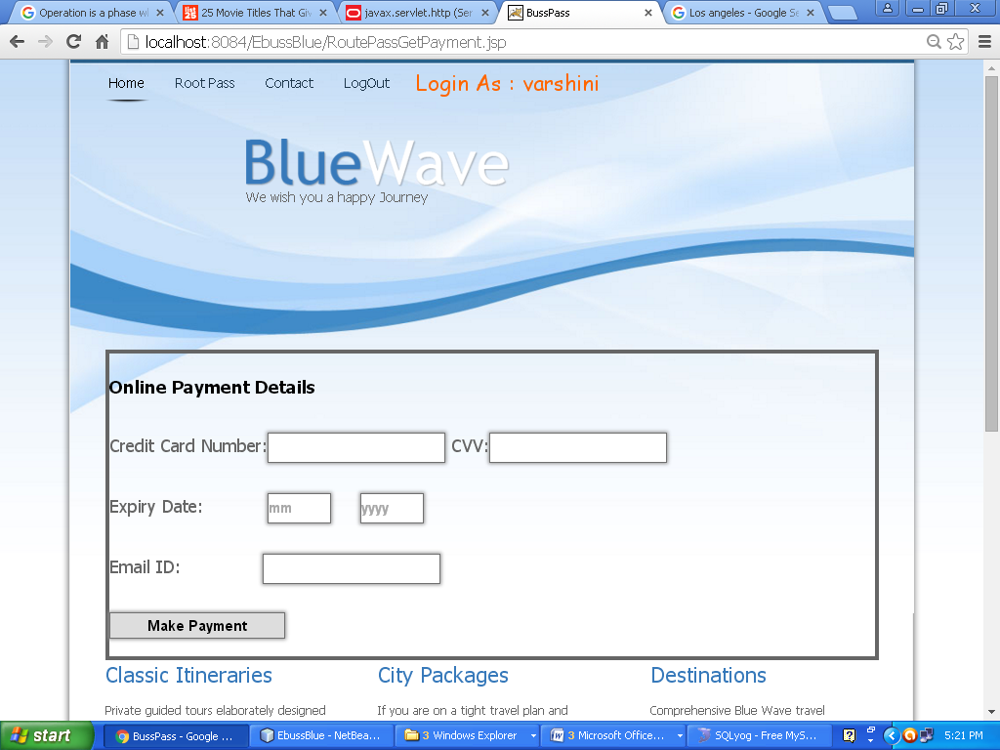 Operation is a phase wh
25 Movie Titles That Giv
javax.servlet.http (Ser
BussPass
Los angeles - Google Se
localhost:8084/EbussBlue/RoutePassGetPayment.jsp
Home Root Pass Contact LogOut Login As : varshini
BlueWave
We wish you a happy Journey
Online Payment Details
Credit Card Number: CVV:
Expiry Date: mm yyyy
Email ID:
Make Payment
Classic Itineraries City Packages Destinations
Private guided tours elaborately designed If you are on a tight travel plan and Comprehensive Blue Wave travel
start BussPass - Google ... EbussBlue - NetBea... 3 Windows Explorer 3 Microsoft Office... SQLyog - Free MyS... 5:21 PM